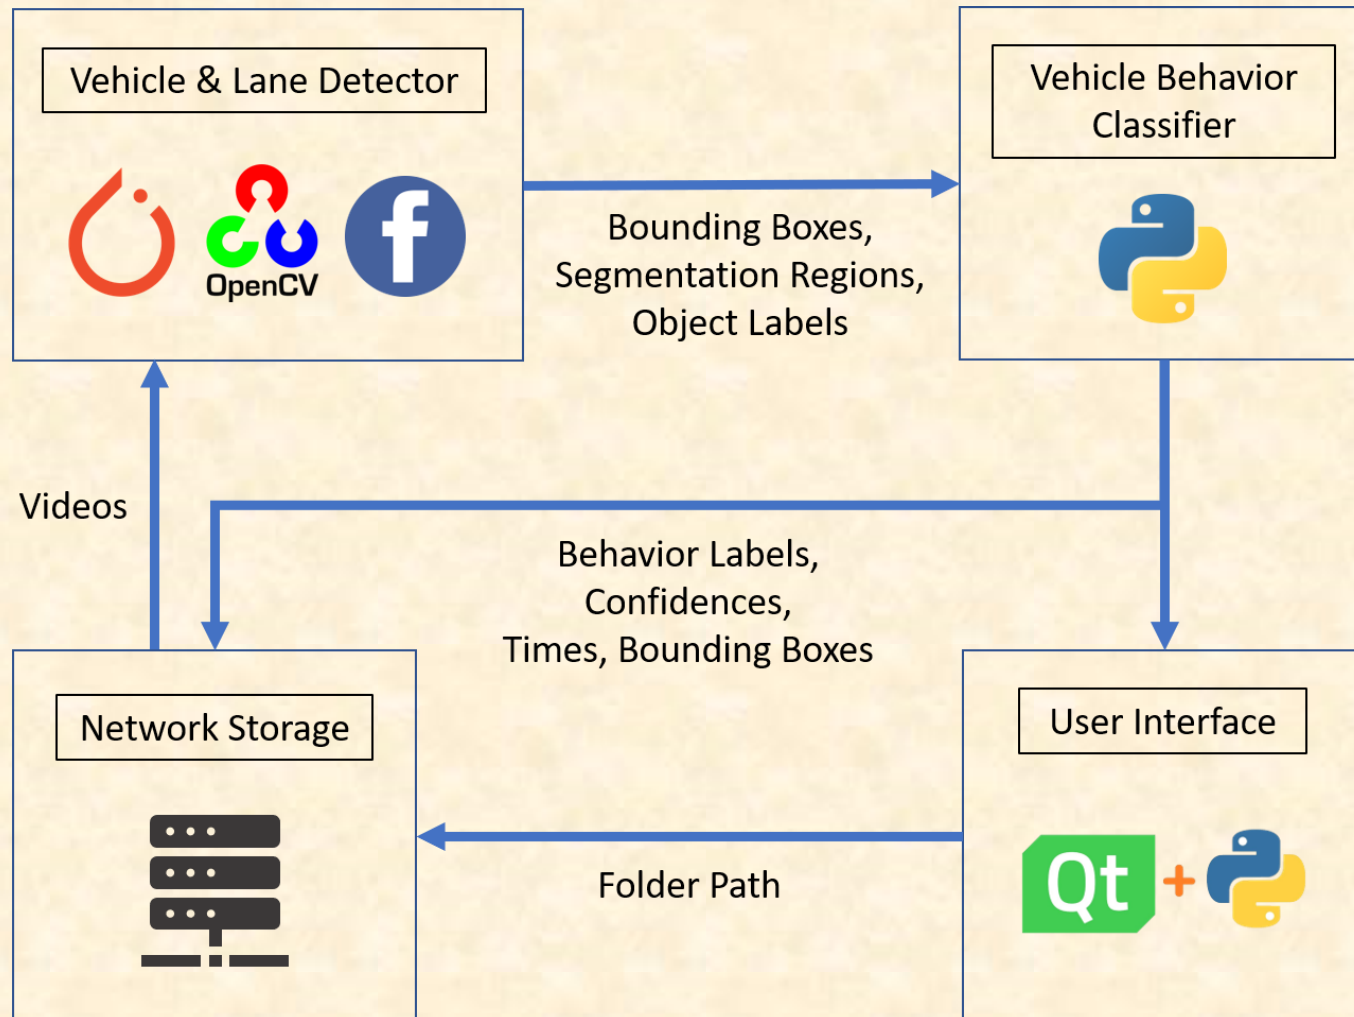 Vehicle & Lane Detector
OpenCV
f
Bounding Boxes,
Segmentation Regions,
Object Labels
Vehicle Behavior
Classifier
Videos
Behavior Labels,
Confidences,
Times, Bounding Boxes
Network Storage
Folder Path
User Interface
Qt +